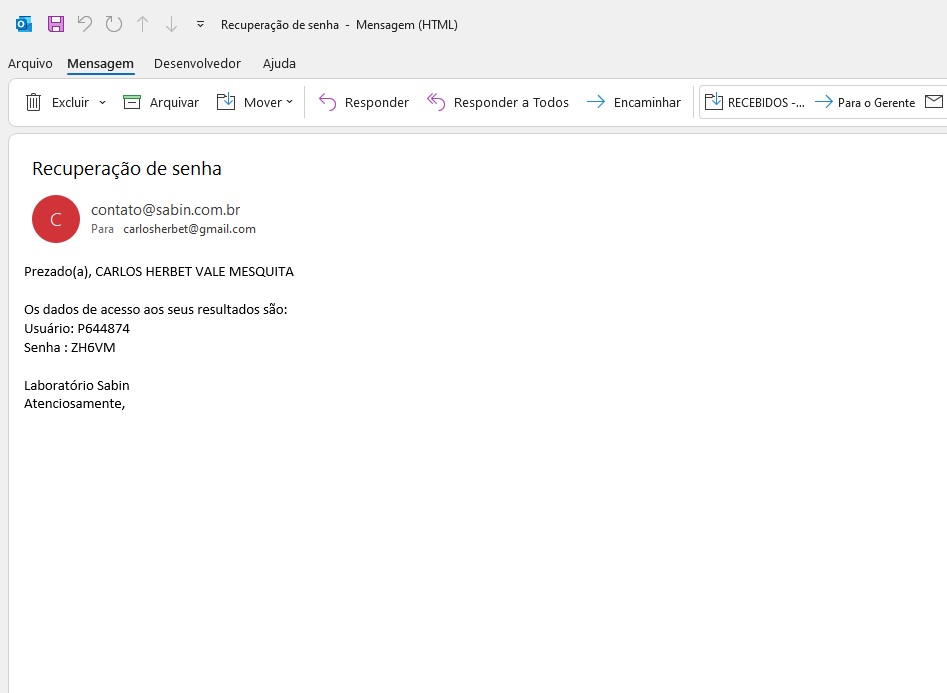 Recuperação de senha - Mensagem (HTML)
Arquivo Mensagem Desenvolvedor Ajuda
Excluir Arquivar Mover Responder Responder a Todos Encaminhar RECEBIDOS -... Para o Gerente
Recuperação de senha
C
contato@sabin.com.br
Para carlosherbet@gmail.com
Prezado(a), CARLOS HERBET VALE MESQUITA
Os dados de acesso aos seus resultados são:
Usuário: P644874
Senha : ZH6VM
Laboratório Sabin
Atenciosamente,